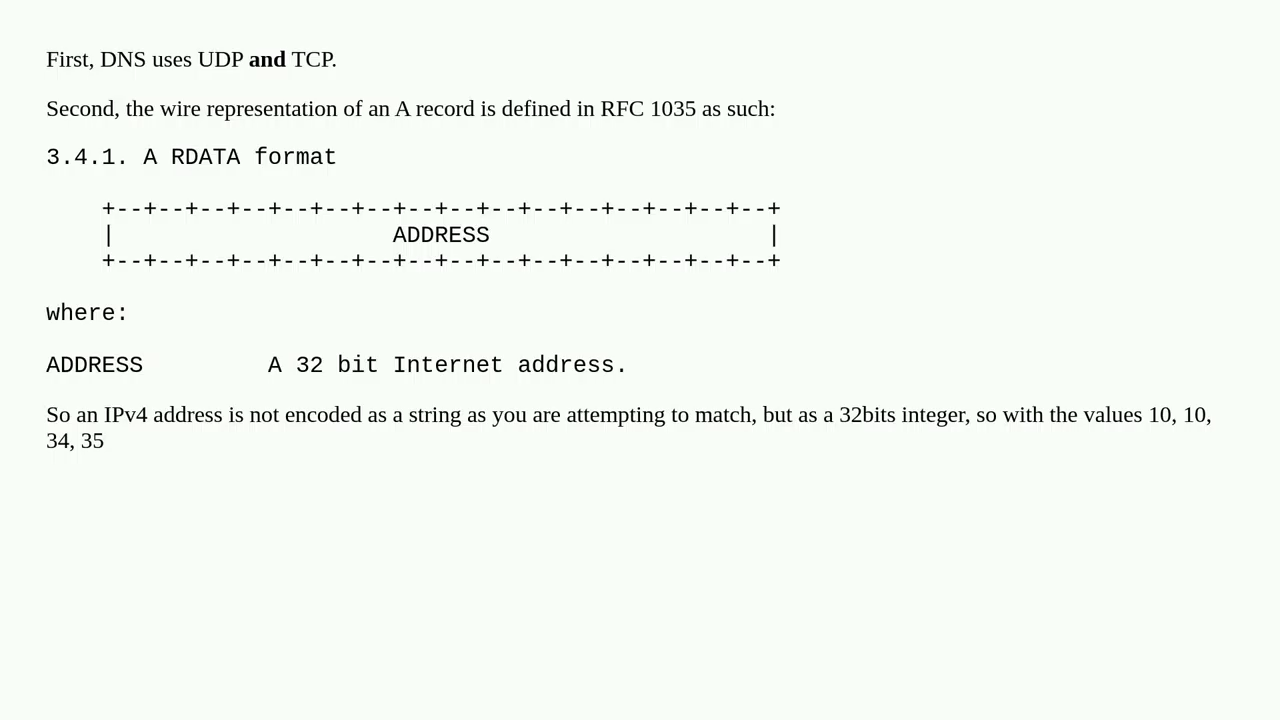 First, DNS uses UDP and TCP.
Second, the wire representation of an A record is defined in RFC 1035 as such:
3.4.1. A RDATA format
    +--+--+--+--+--+--+--+--+--+--+--+--+--+--+--+--+
    |                    ADDRESS                    |
    +--+--+--+--+--+--+--+--+--+--+--+--+--+--+--+--+
where:
ADDRESS         A 32 bit Internet address.
So an IPv4 address is not encoded as a string as you are attempting to match, but as a 32bits integer, so with the values 10, 10,
34, 35